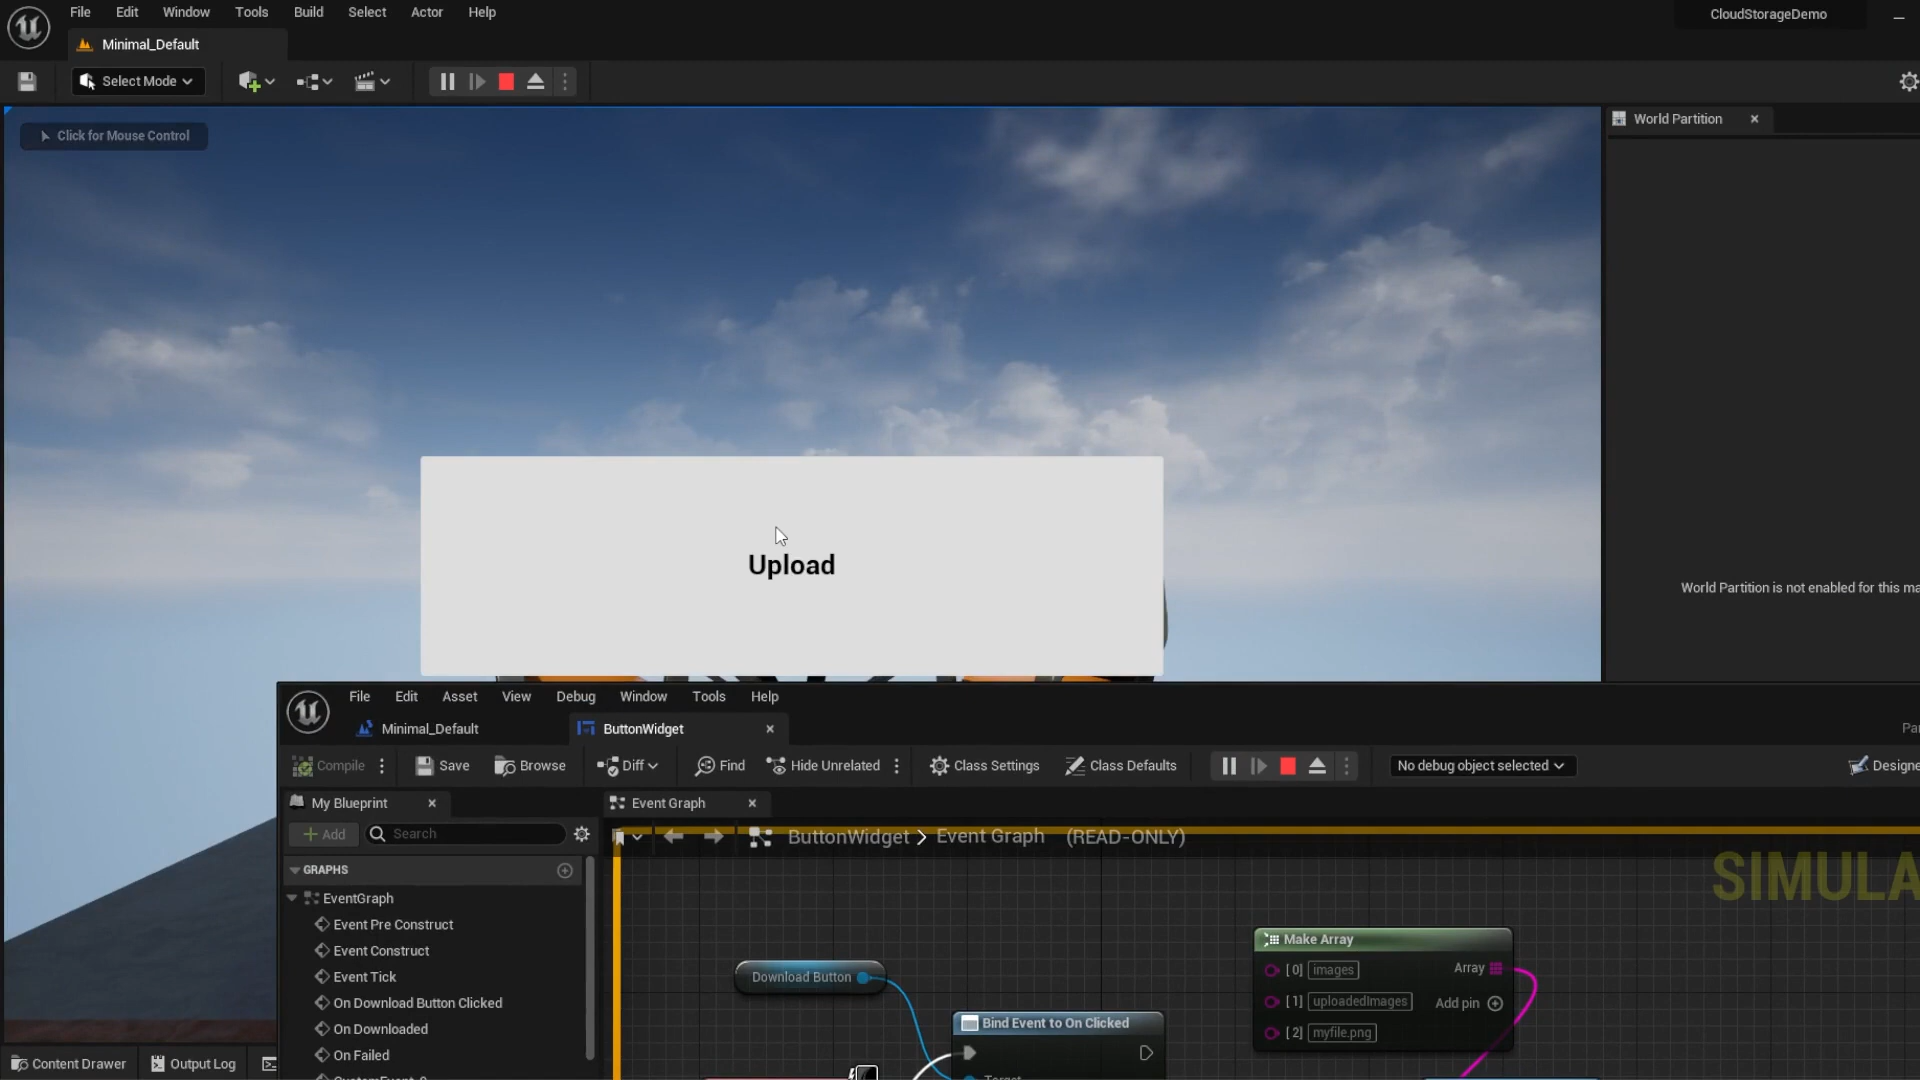 File Edit Window Tools Build Select Actor Help
CloudStorageDemo
Minimal_Default
Select Mode
Click for Mouse Control
World Partition
Upload
World Partition is not enabled for this ma
File Edit Asset View Debug Window Tools Help
Minimal_Default
ButtonWidget
Par
Compile
Save
Browse
Diff
Find
Hide Unrelated
Class Settings
Class Defaults
No debug object selected
Designe
My Blueprint
Event Graph
Add
Search
ButtonWidget > Event Graph (READ-ONLY)
GRAPHS
SIMULA
EventGraph
Event Pre Construct
Event Construct
Event Tick
On Download Button Clicked
On Downloaded
On Failed
Download Button
Make Array
[0] images
Array
[1] uploadedImages
Add pin
[2] myfile.png
Bind Event to On Clicked
Target
Content Drawer
Output Log